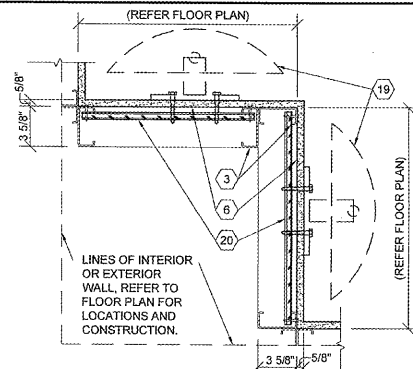 (REFER FLOOR PLAN)
5/8"
3 5/8"
19
3
6
20
(REFER FLOOR PLAN)
LINES OF INTERIOR
OR EXTERIOR
WALL, REFER TO
FLOOR PLAN FOR
LOCATIONS AND
CONSTRUCTION.
3 5/8"
5/8"